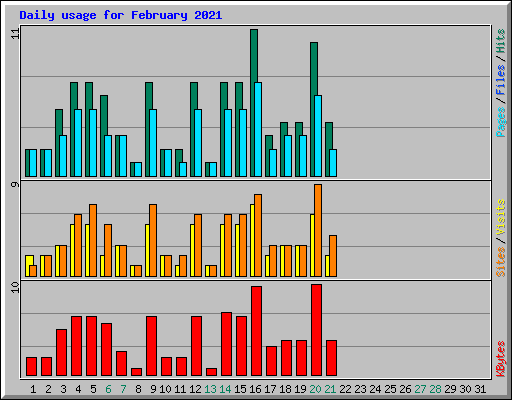 Daily usage for February 2021
11
9
10
Pages/Files/Hits
Sites/Visits
KBytes
1 2 3 4 5 6 7 8 9 10 11 12 13 14 15 16 17 18 19 20 21 22 23 24 25 26 27 28 29 30 31